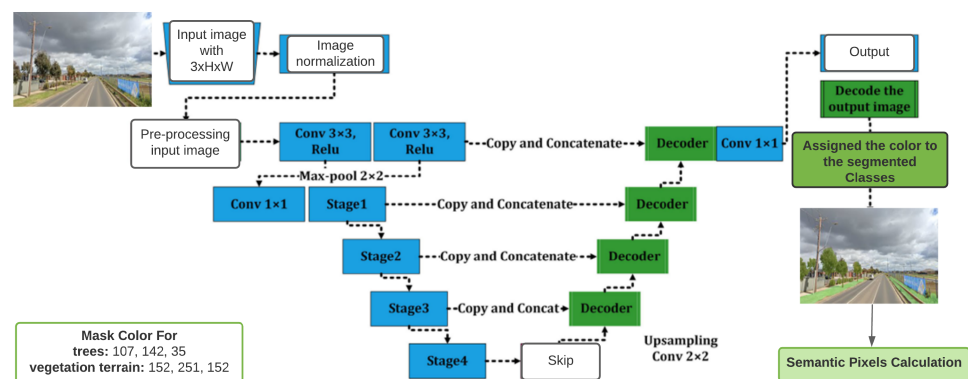 Input image
with
3xHxW
Image
normalization
Output
Decode the
output image
Pre-processing
input image
Conv 3×3,
Relu
Conv 3×3,
Relu
Copy and Concatenate
Decoder
Conv 1×1
Assigned the color to
the segmented
Classes
Max-pool 2×2
Conv 1×1
Stage1
Copy and Concatenate
Decoder
Stage2
Copy and Concatenate
Decoder
Stage3
Copy and Concat
Decoder
Mask Color For
trees: 107, 142, 35
vegetation terrain: 152, 251, 152
Stage4
Skip
Upsampling
Conv 2×2
Semantic Pixels Calculation